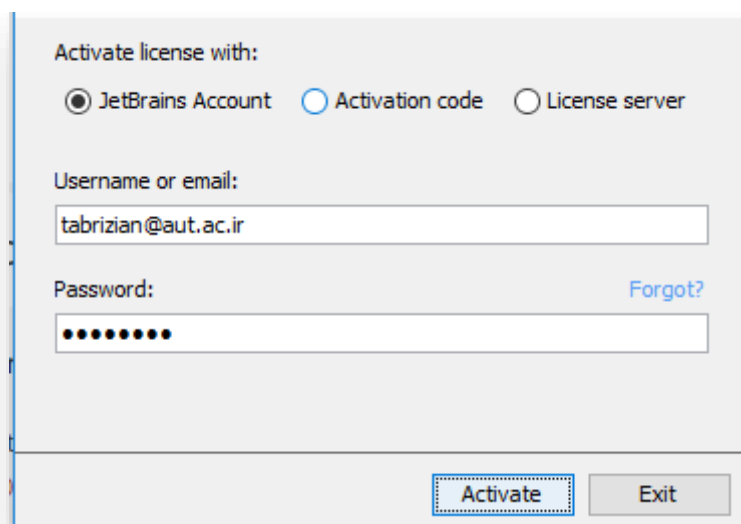 Activate license with:
JetBrains Account Activation code License server
Username or email:
tabrizian@aut.ac.ir
Password: Forgot?
••••••••
Activate Exit